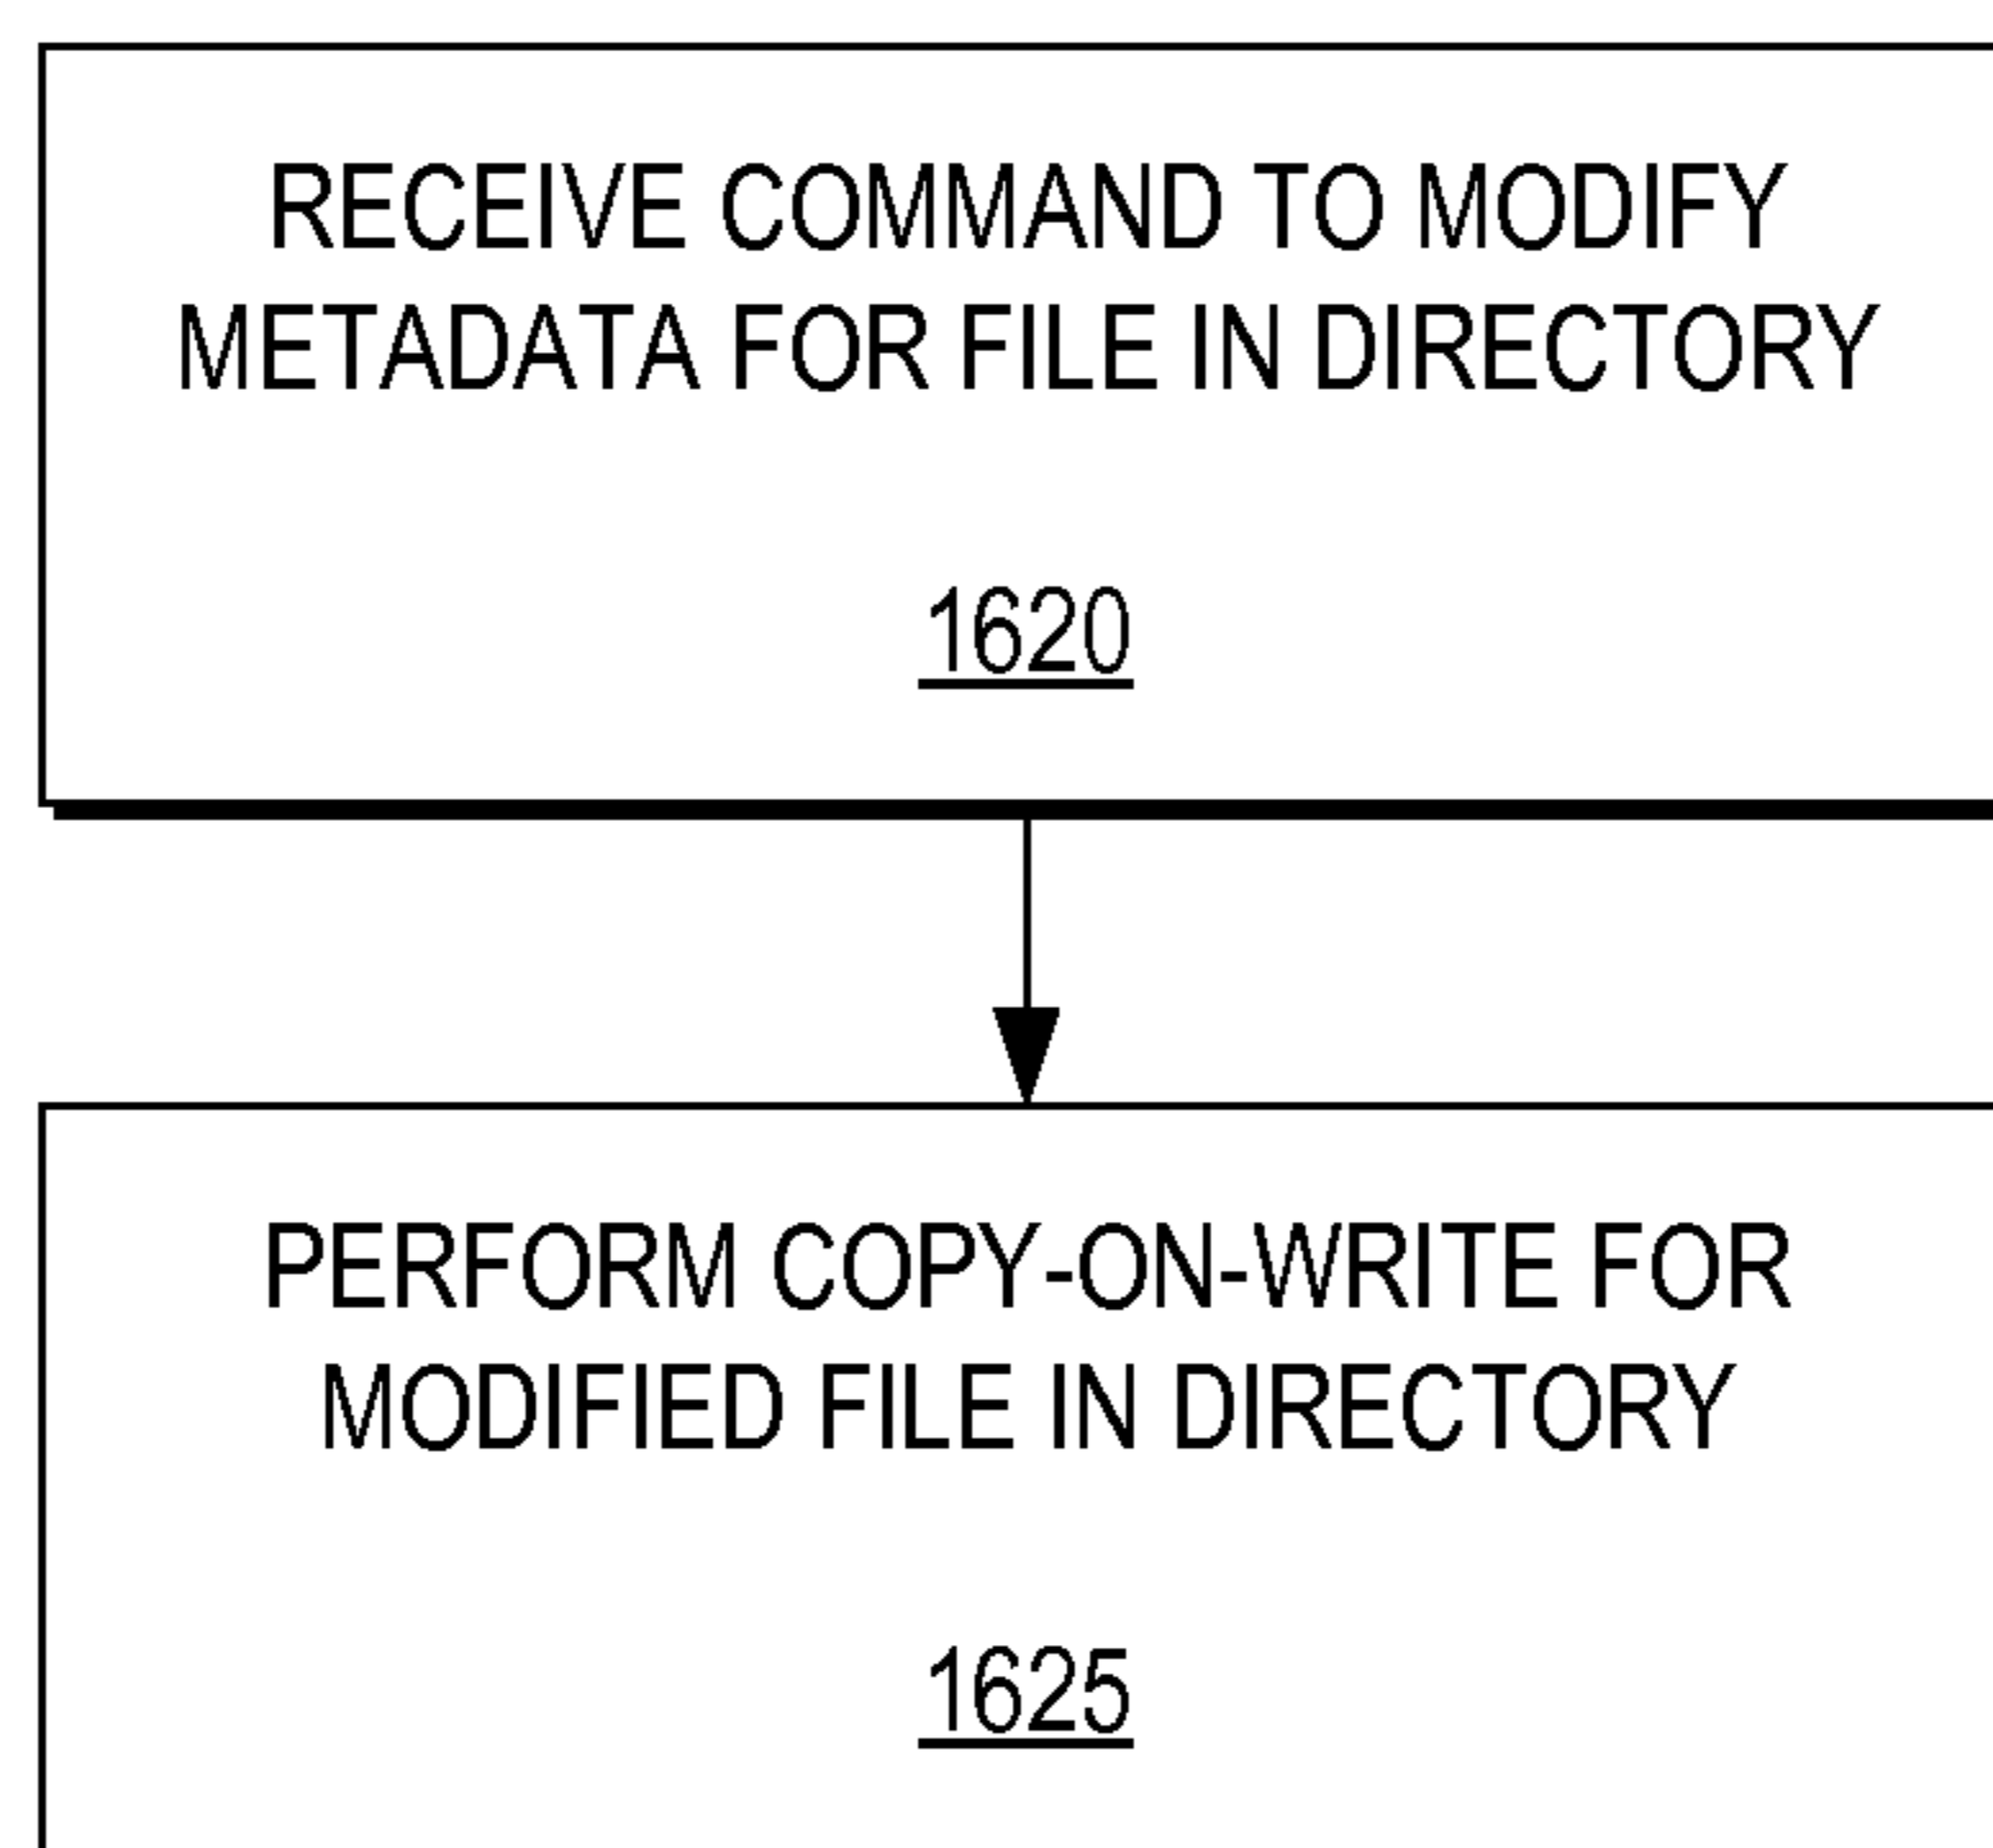 RECEIVE COMMAND TO MODIFY
METADATA FOR FILE IN DIRECTORY
1620
PERFORM COPY-ON-WRITE FOR
MODIFIED FILE IN DIRECTORY
1625